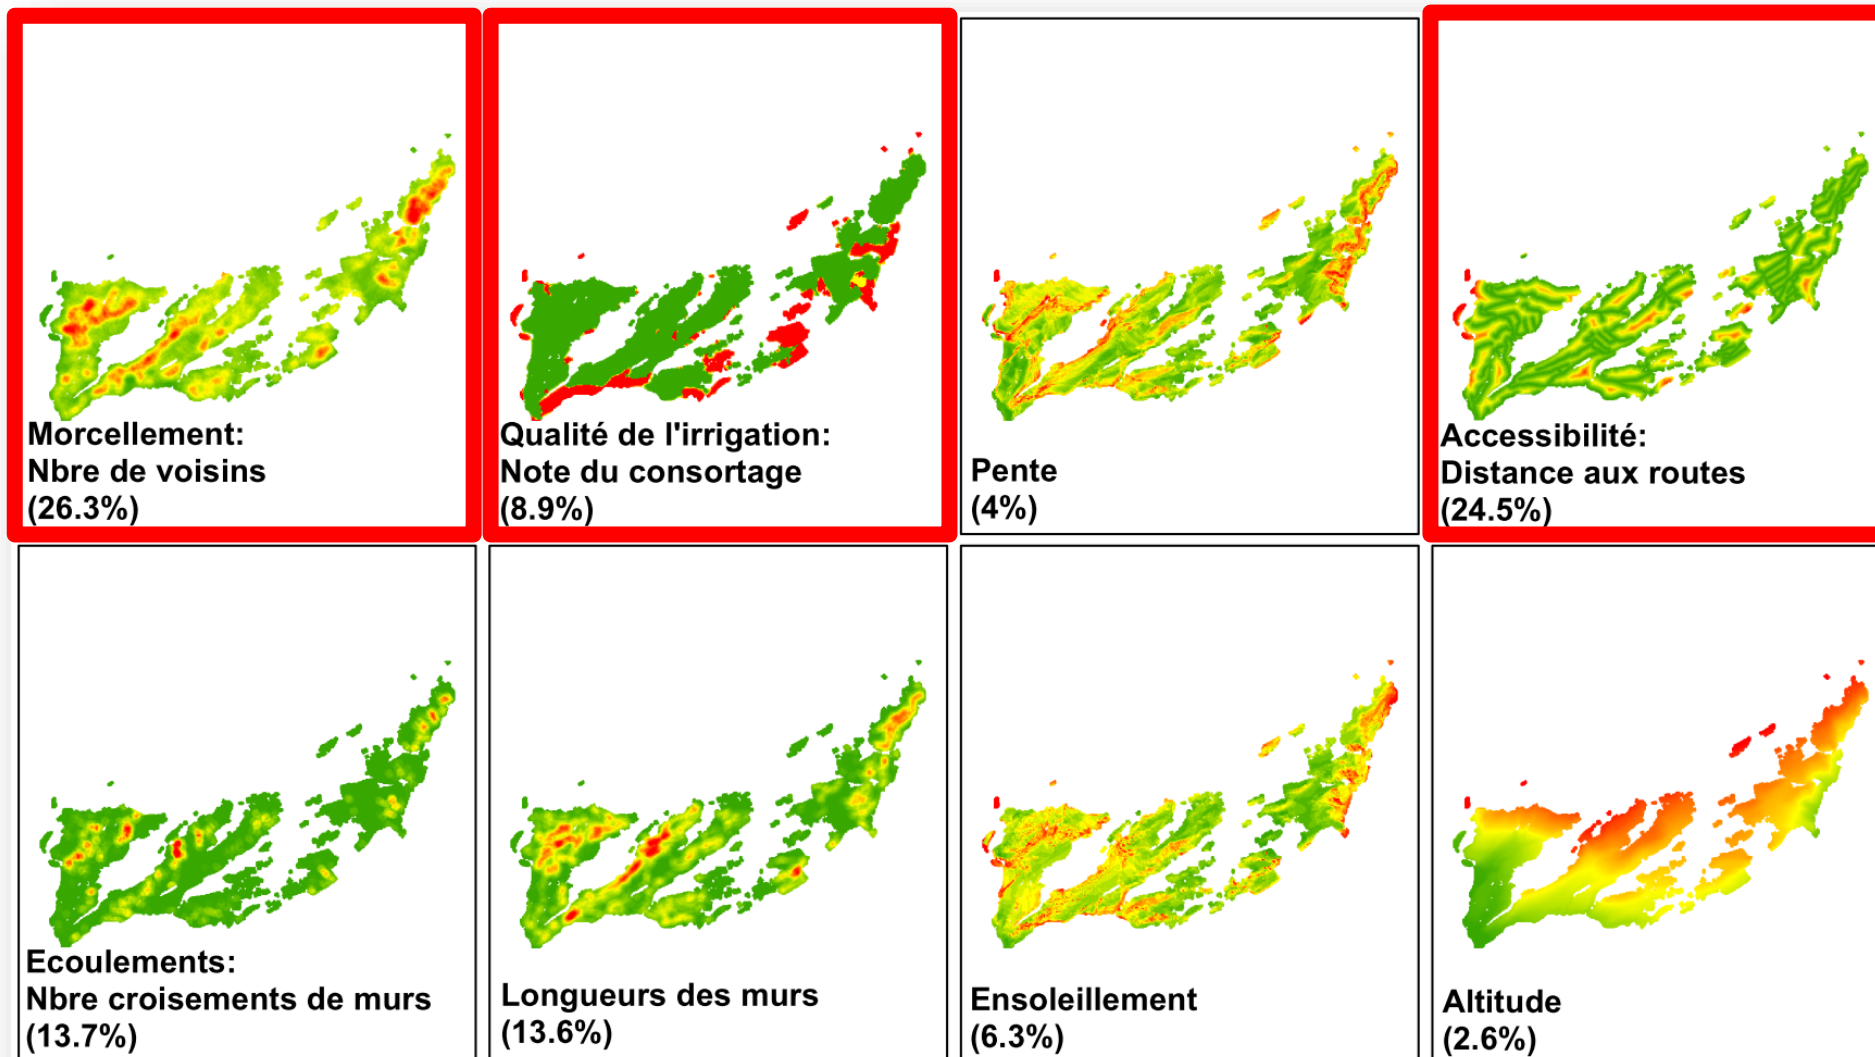 Morcellement:
Nbre de voisins
(26.3%)
Qualité de l'irrigation:
Note du consortage
(8.9%)
Pente
(4%)
Accessibilité:
Distance aux routes
(24.5%)
Ecoulements:
Nbre croisements de murs
(13.7%)
Longueurs des murs
(13.6%)
Ensoleillement
(6.3%)
Altitude
(2.6%)